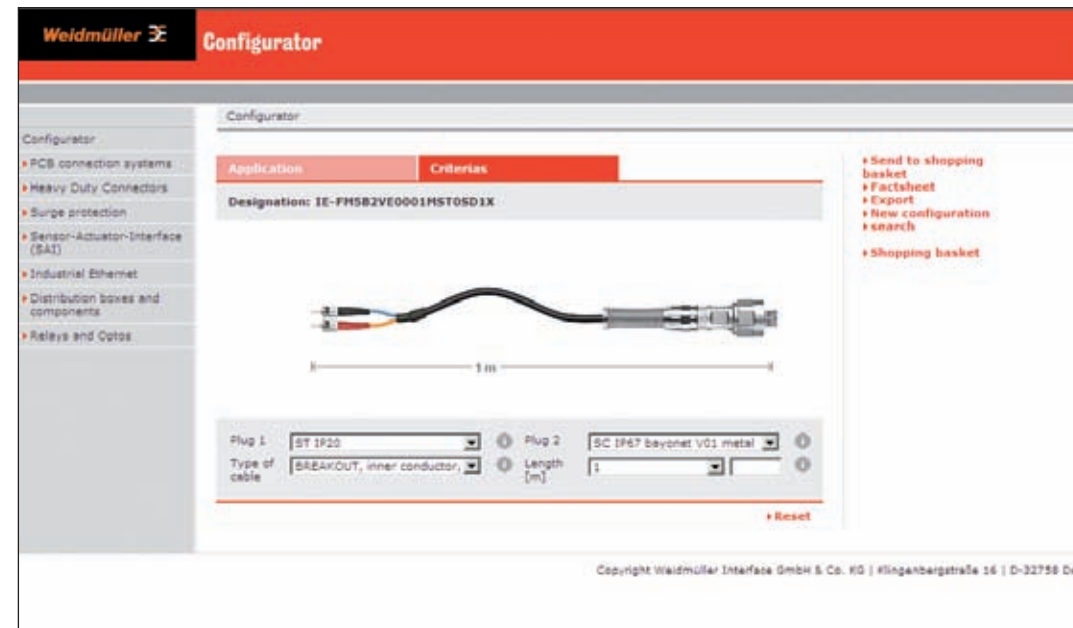 Weidmüller
Configurator
Configurator
Configurator
PCB connection systems
Heavy Duty Connectors
Surge protection
Sensor-Actuator-Interface
(SAI)
Industrial Ethernet
Distribution boxes and
components
Relays and Optos
Application
Criterias
Designation: IE-FM5B2VE0001MST0SD1X
1 m
Plug 1
ST IP20
Plug 2
SC IP67 bayonet V01 metal
Type of
cable
BREAKOUT, inner conductor,
Length
[m]
1
Reset
Send to shopping
basket
Factsheet
Export
New configuration
search
Shopping basket
Copyright Weidmüller Interface GmbH & Co. KG | Klingenbergstraße 16 | D-32758